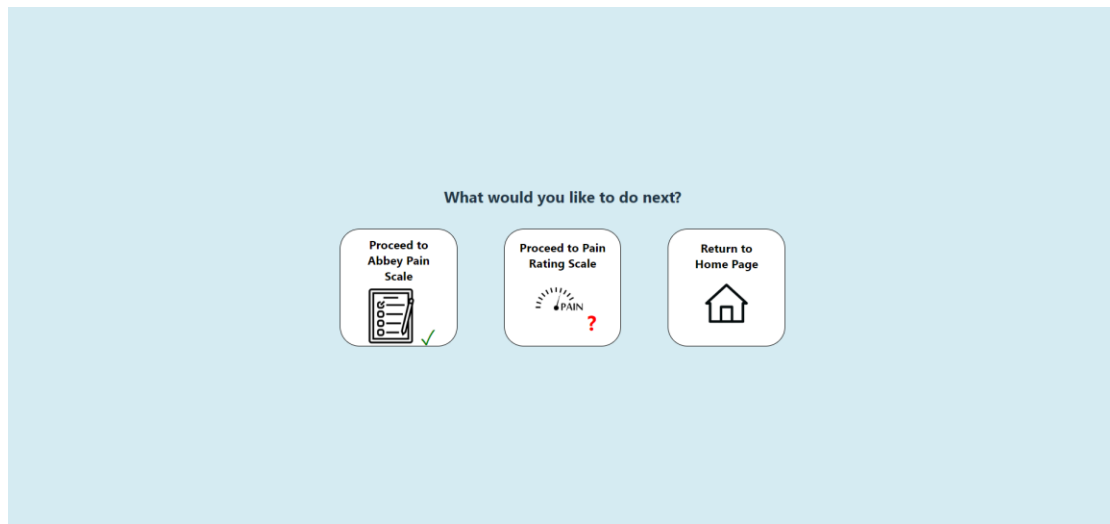 What would you like to do next?
Proceed to
Abbey Pain
Scale
Proceed to Pain
Rating Scale
PAIN
?
Return to
Home Page